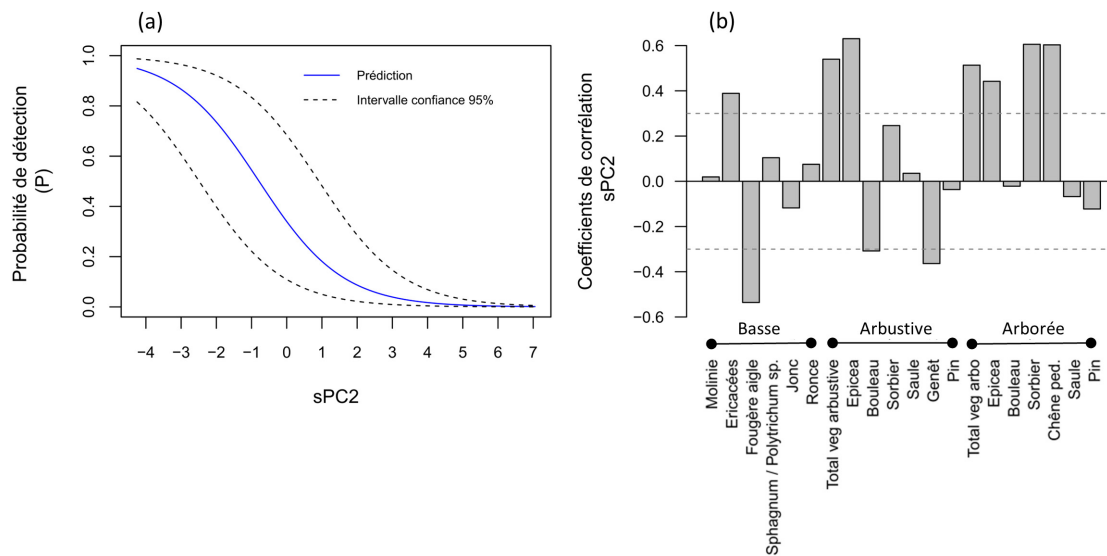 (a)
Probabilité de détection
(P)
1.0
0.8
0.6
0.4
0.2
0.0
Prédiction
Intervalle confiance 95%
−4 −3 −2 −1 0 1 2 3 4 5 6 7
sPC2
(b)
Coefficients de corrélation
sPC2
0.6
0.4
0.2
0.0
−0.2
−0.4
−0.6
Basse Arbustive Arborée
Molinie
Ericacées
Fougère aigle
Sphagnum / Polytrichum sp.
Jonc
Ronce
Total veg arbustive
Epicea
Bouleau
Sorbier
Saule
Genêt
Pin
Total veg arbo
Epicea
Bouleau
Sorbier
Chêne ped.
Saule
Pin